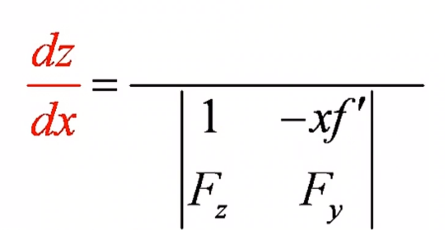 dz/dx = ———
| 1 -xf' |
| F_z F_y |